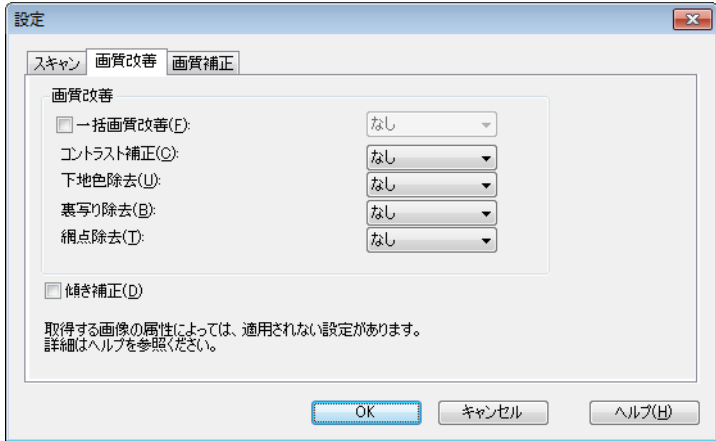 設定
スキャン 画質改善 画質補正
画質改善
一括画質改善(F): なし
コントラスト補正(C): なし
下地色除去(U): なし
裏写り除去(B): なし
網点除去(T): なし
傾き補正(D)
取得する画像の属性によっては、適用されない設定があります。
詳細はヘルプを参照ください。
OK キャンセル ヘルプ(H)